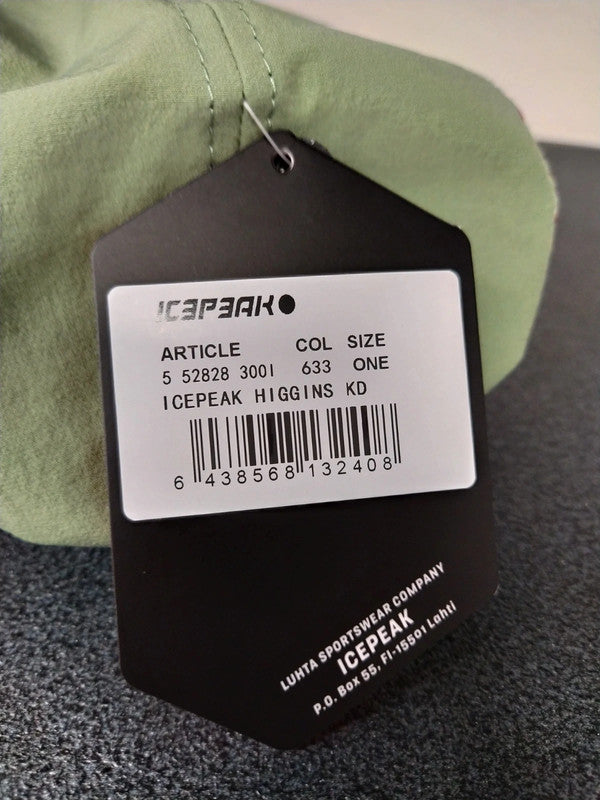 ICEPEAK
ARTICLE COL SIZE
5 52828 300I 633 ONE
ICEPEAK HIGGINS KD
6 438568 132408
LUHTA SPORTSWEAR COMPANY
ICEPEAK
P.O. Box 55, FI-15501 Lahti